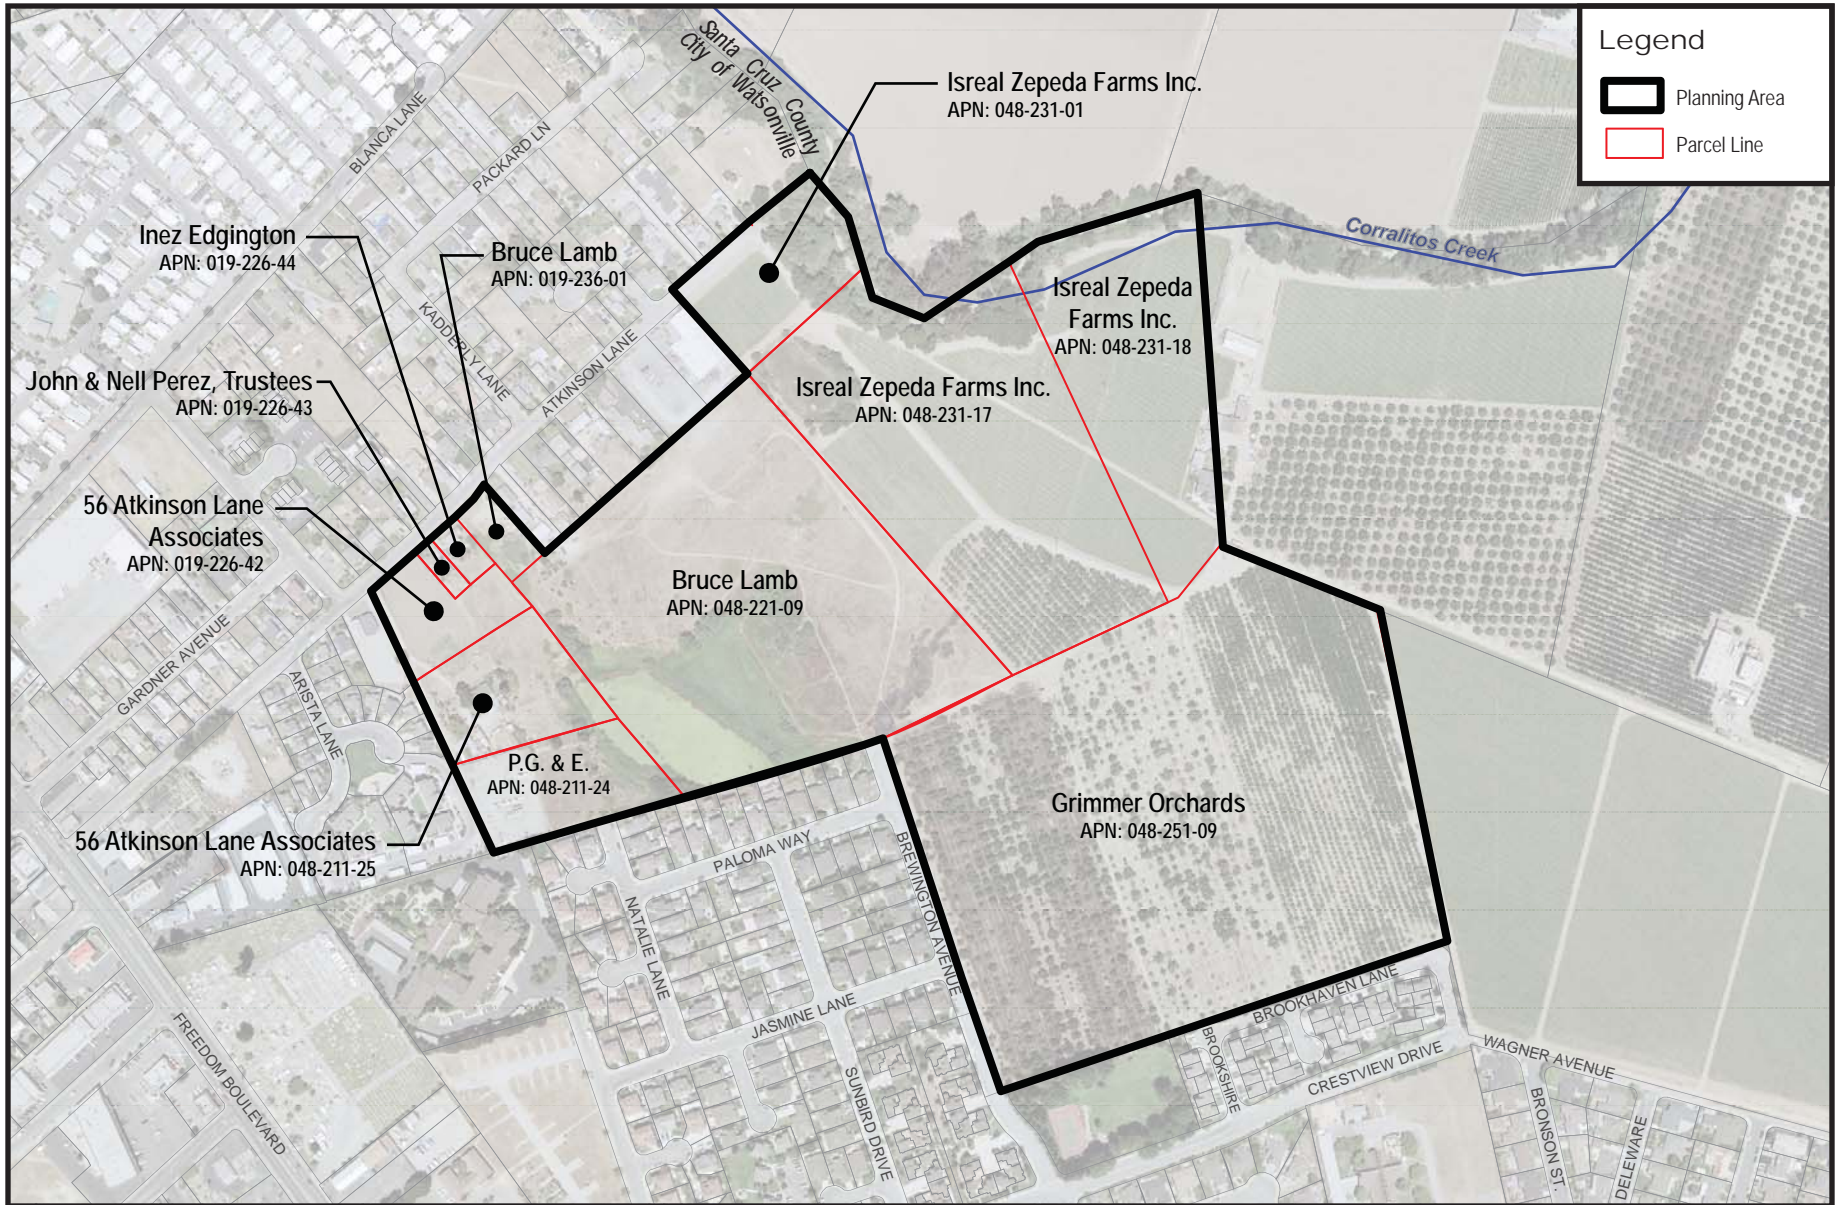 Legend
Planning Area
Parcel Line
Santa Cruz County
City of Watsonville
Isreal Zepeda Farms Inc.
APN: 048-231-01
BLANCA LANE
PACKARD LN
Inez Edgington
APN: 019-226-44
Bruce Lamb
APN: 019-236-01
Corralitos Creek
Isreal Zepeda
Farms Inc.
APN: 048-231-18
KADDERLY LANE
ATKINSON LANE
John & Nell Perez, Trustees
APN: 019-226-43
Isreal Zepeda Farms Inc.
APN: 048-231-17
56 Atkinson Lane
Associates
APN: 019-226-42
Bruce Lamb
APN: 048-221-09
GARDNER AVENUE
ARISTA LANE
P.G. & E.
APN: 048-211-24
Grimmer Orchards
APN: 048-251-09
56 Atkinson Lane Associates
APN: 048-211-25
PALOMA WAY
BREWINGTON AVENUE
NATALIE LANE
JASMINE LANE
BROOKHAVEN LANE
FREEDOM BOULEVARD
SUNBIRD DRIVE
BROOKSHIRE
CRESTVIEW DRIVE
WAGNER AVENUE
BRONSON ST.
DELEWARE